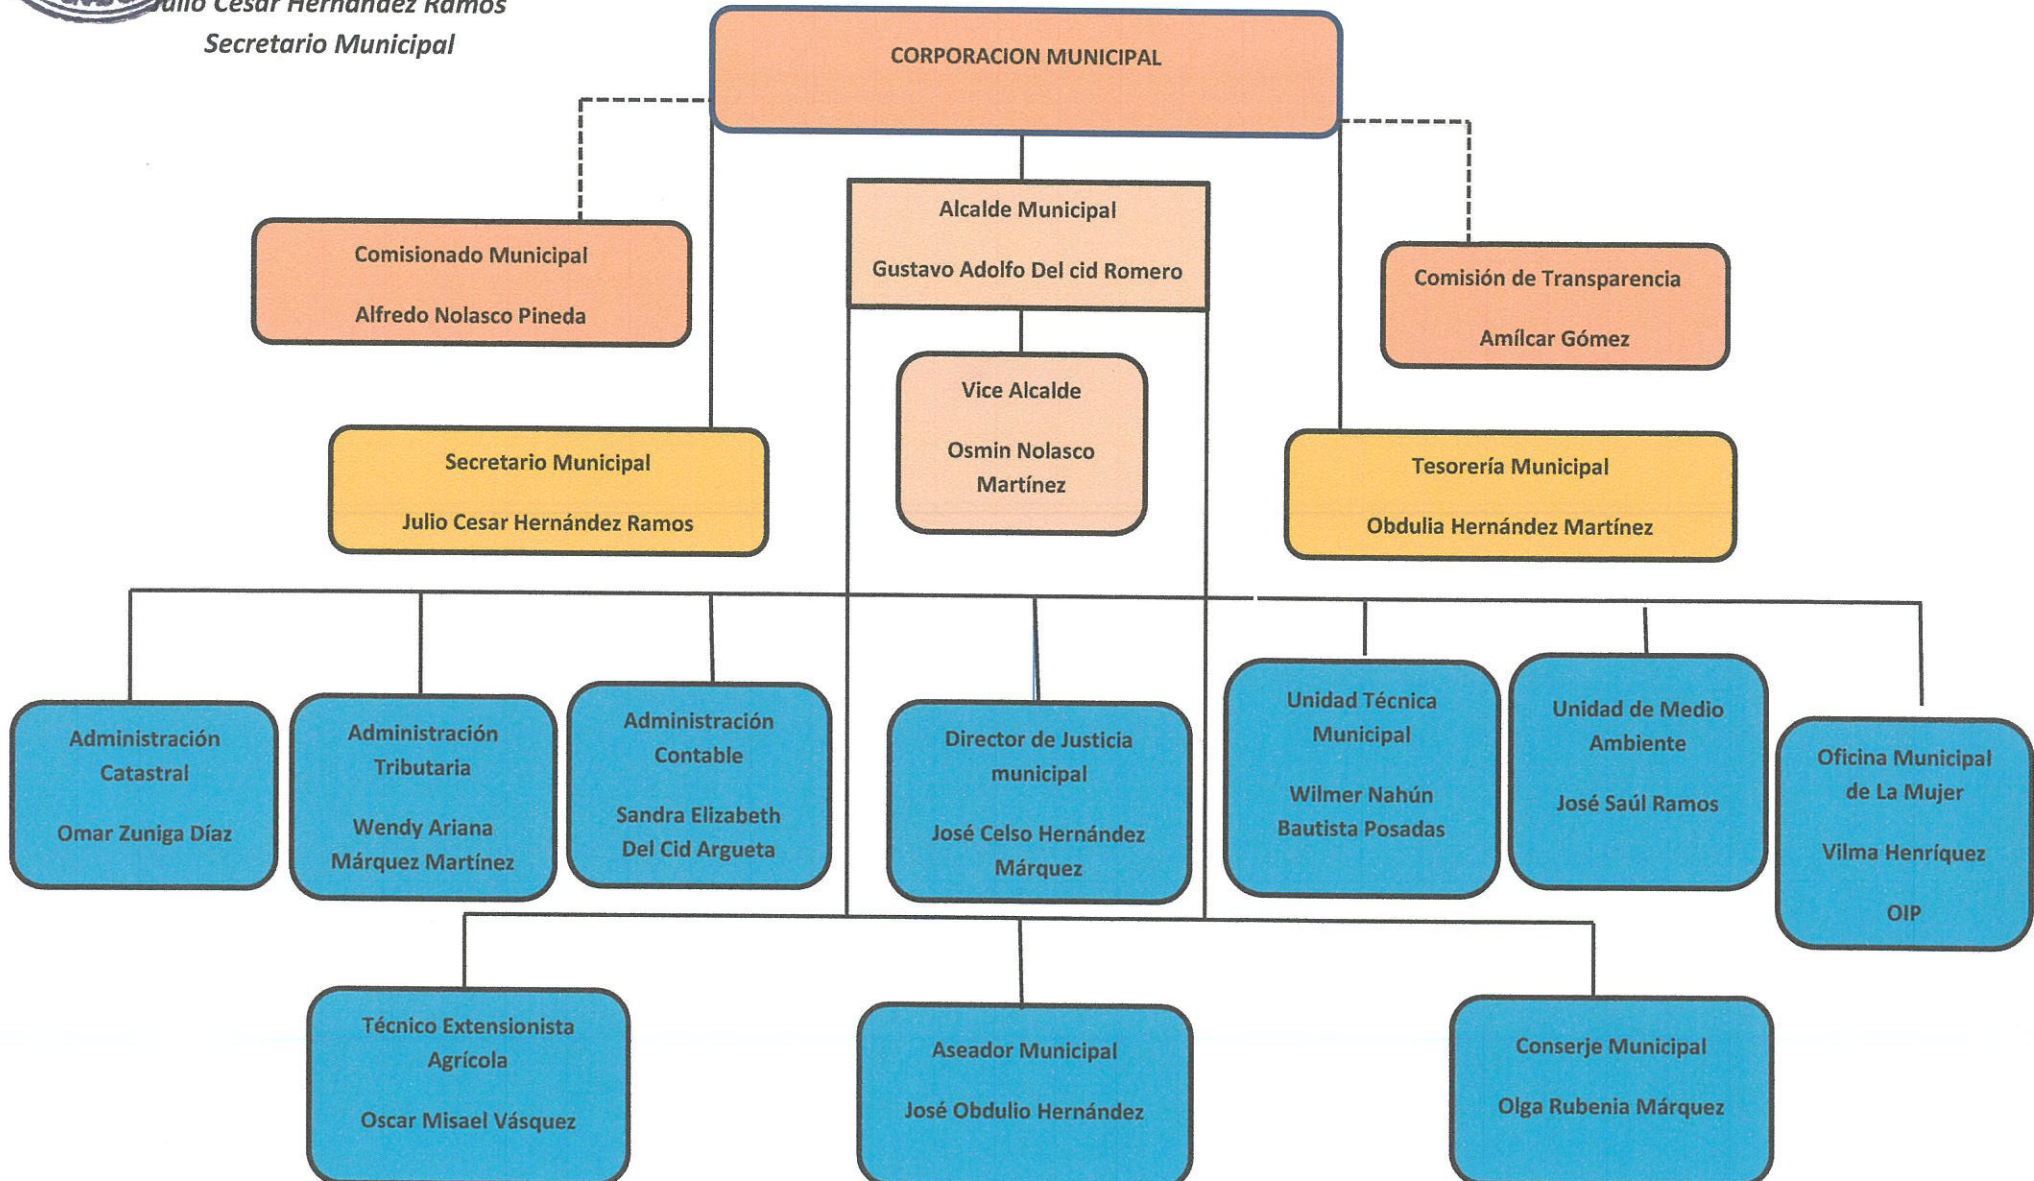 Julio Cesar Hernández Ramos
Secretario Municipal
CORPORACION MUNICIPAL
Alcalde Municipal
Gustavo Adolfo Del cid Romero
Comisionado Municipal
Alfredo Nolasco Pineda
Comisión de Transparencia
Amílcar Gómez
Vice Alcalde
Osmin Nolasco
Martínez
Secretario Municipal
Julio Cesar Hernández Ramos
Tesorería Municipal
Obdulia Hernández Martínez
Administración
Catastral
Omar Zuniga Díaz
Administración
Tributaria
Wendy Ariana
Márquez Martínez
Administración
Contable
Sandra Elizabeth
Del Cid Argueta
Director de Justicia
municipal
José Celso Hernández
Márquez
Unidad Técnica
Municipal
Wilmer Nahún
Bautista Posadas
Unidad de Medio
Ambiente
José Saúl Ramos
Oficina Municipal
de La Mujer
Vilma Henríquez
OIP
Técnico Extensionista
Agrícola
Oscar Misael Vásquez
Aseador Municipal
José Obdulio Hernández
Conserje Municipal
Olga Rubenia Márquez